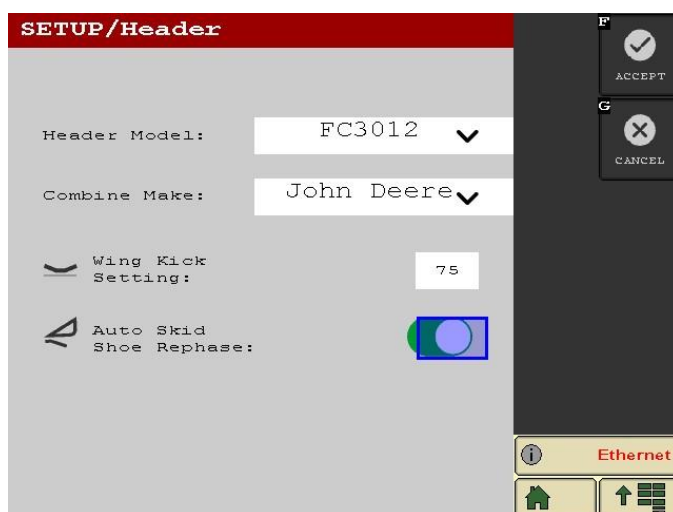 SETUP/Header
F
ACCEPT
G
CANCEL
Header Model: FC3012
Combine Make: John Deere
Wing Kick
Setting: 75
Auto Skid
Shoe Rephase:
i Ethernet